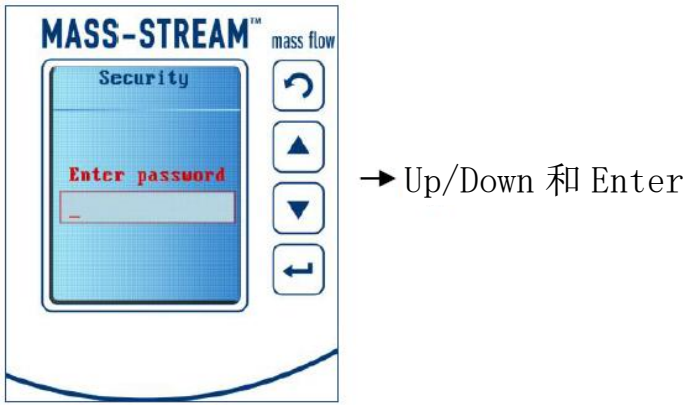 MASS-STREAM™ mass flow
Security
Enter password
_
→ Up/Down 和 Enter